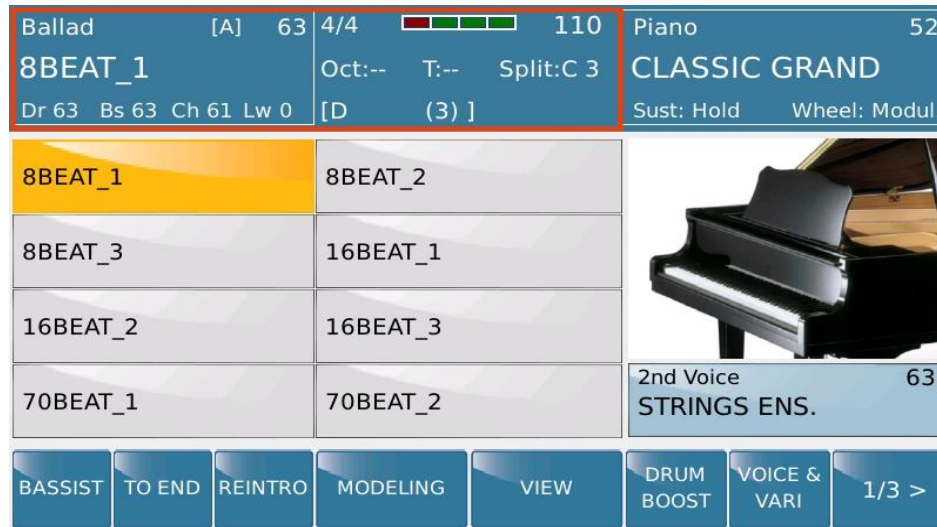 Ballad [A] 63
8BEAT_1
Dr 63 Bs 63 Ch 61 Lw 0
4/4 110
Oct:-- T:-- Split:C 3
[D (3) ]
Piano 52
CLASSIC GRAND
Sust: Hold Wheel: Modul
8BEAT_1 8BEAT_2
8BEAT_3 16BEAT_1
16BEAT_2 16BEAT_3
70BEAT_1 70BEAT_2
2nd Voice 63
STRINGS ENS.
BASSIST TO END REINTRO MODELING VIEW DRUM BOOST VOICE & VARI 1/3 >